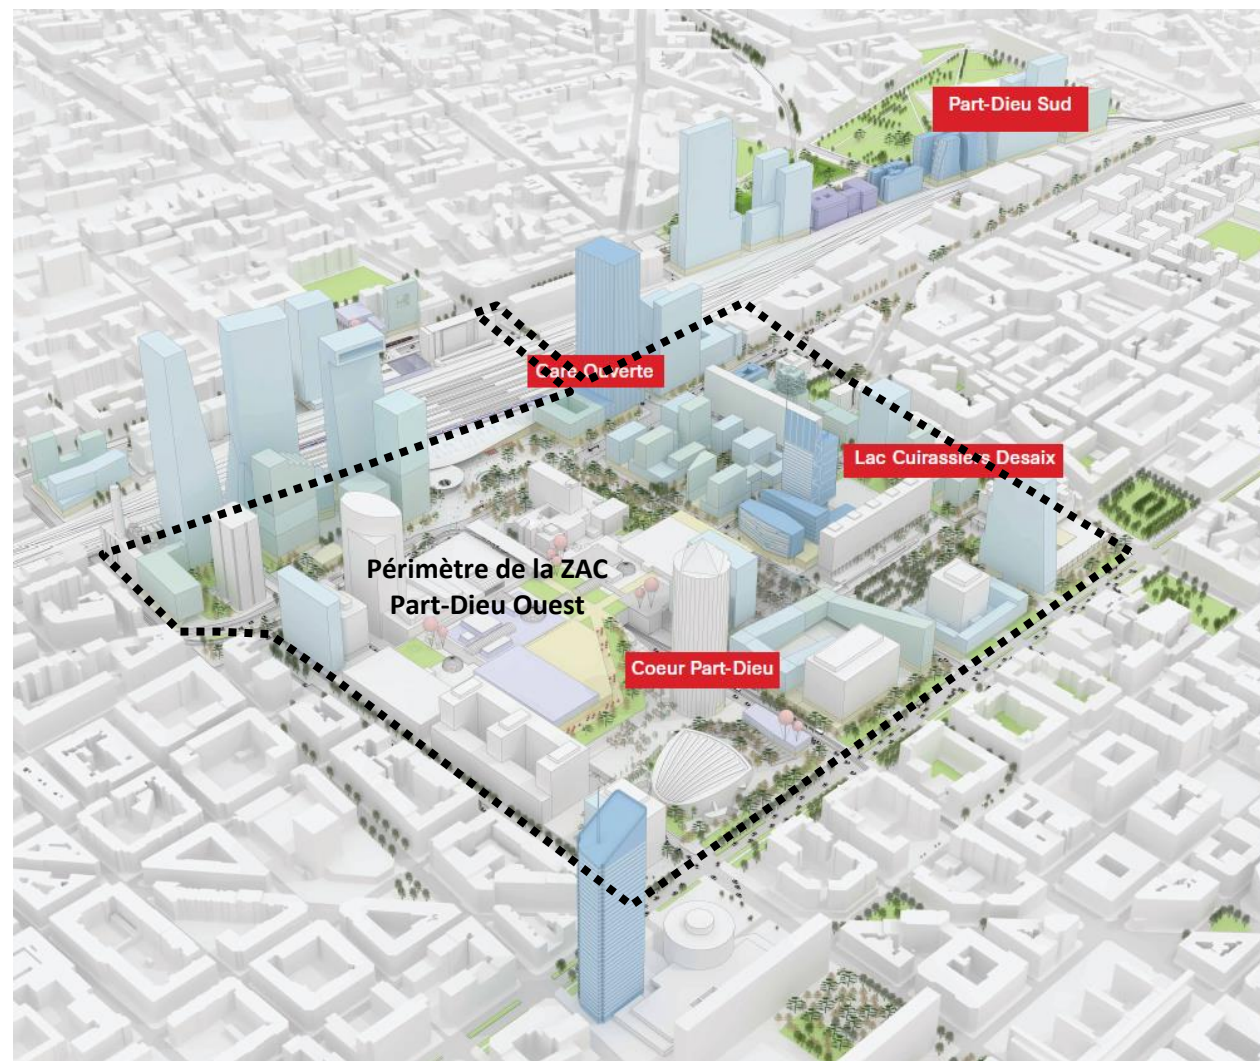 Part-Dieu Sud
Gare Ouverte
Lac Cuirassiers Desaix
Périmètre de la ZAC
Part-Dieu Ouest
Coeur Part-Dieu